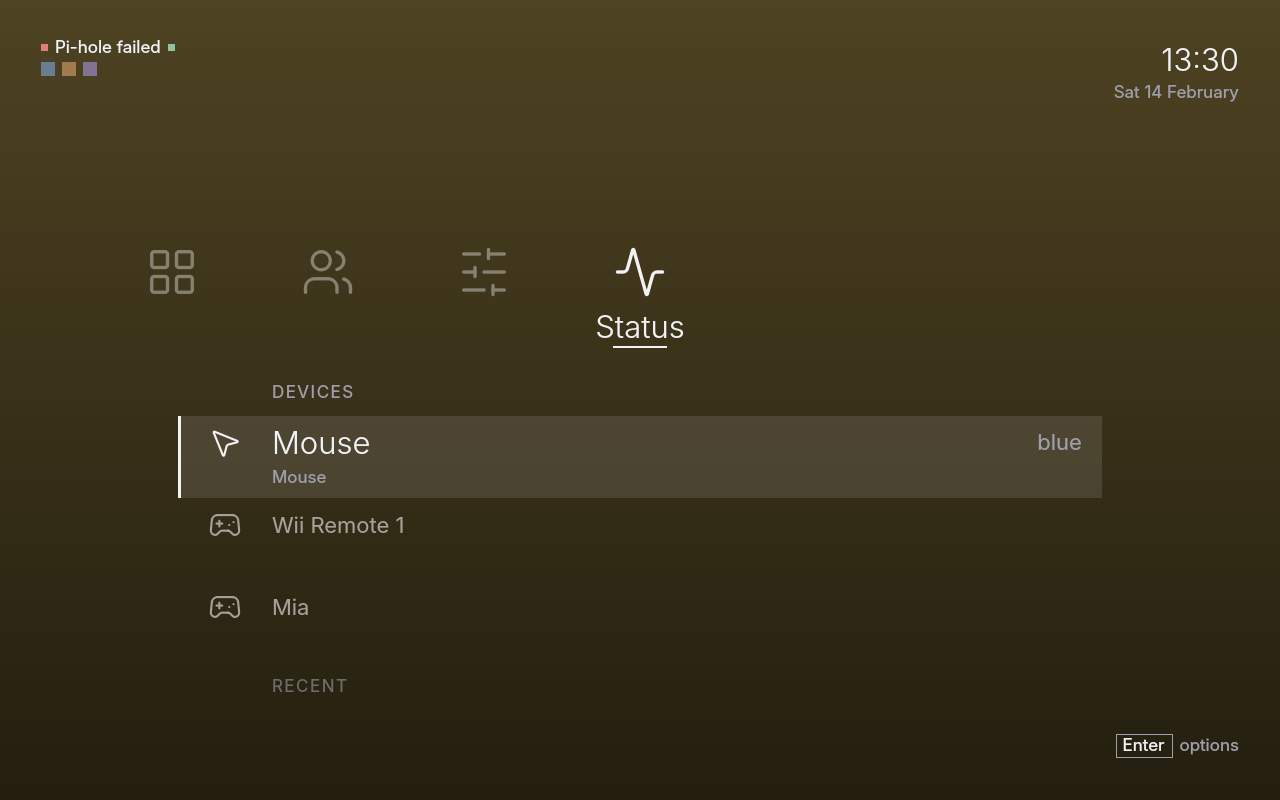 Pi-hole failed
13:30
Sat 14 February
Status
DEVICES
Mouse
blue
Mouse
Wii Remote 1
Mia
RECENT
Enter options